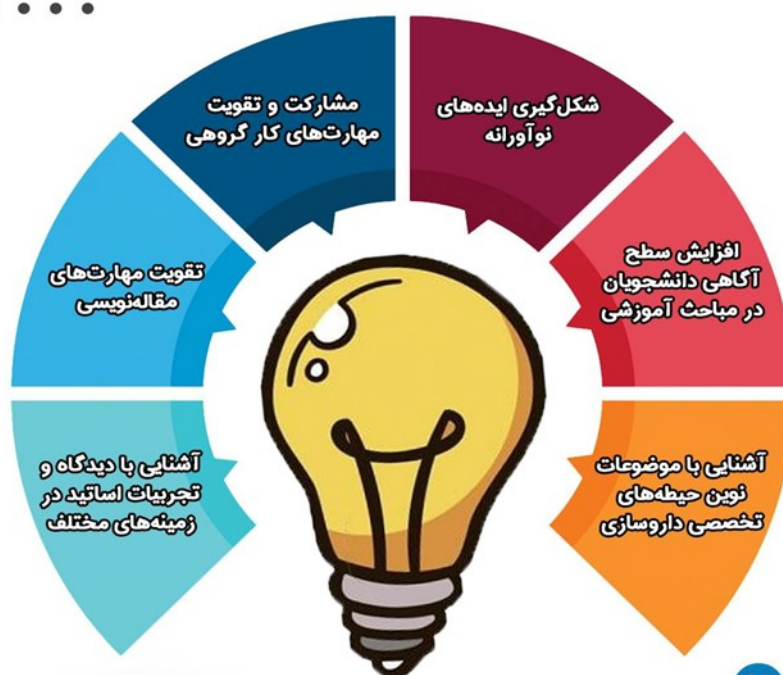 شکل‌گیری ایده‌های
نوآورانه
مشارکت و تقویت
مهارت‌های کار گروهی
افزایش سطح
آگاهی دانشجویان
در مباحث آموزشی
تقویت مهارت‌های
مقاله‌نویسی
آشنایی با موضوعات
نوین حیطه‌های
تخصصی داروسازی
آشنایی با دیدگاه و
تجربیات اساتید در
زمینه‌های مختلف